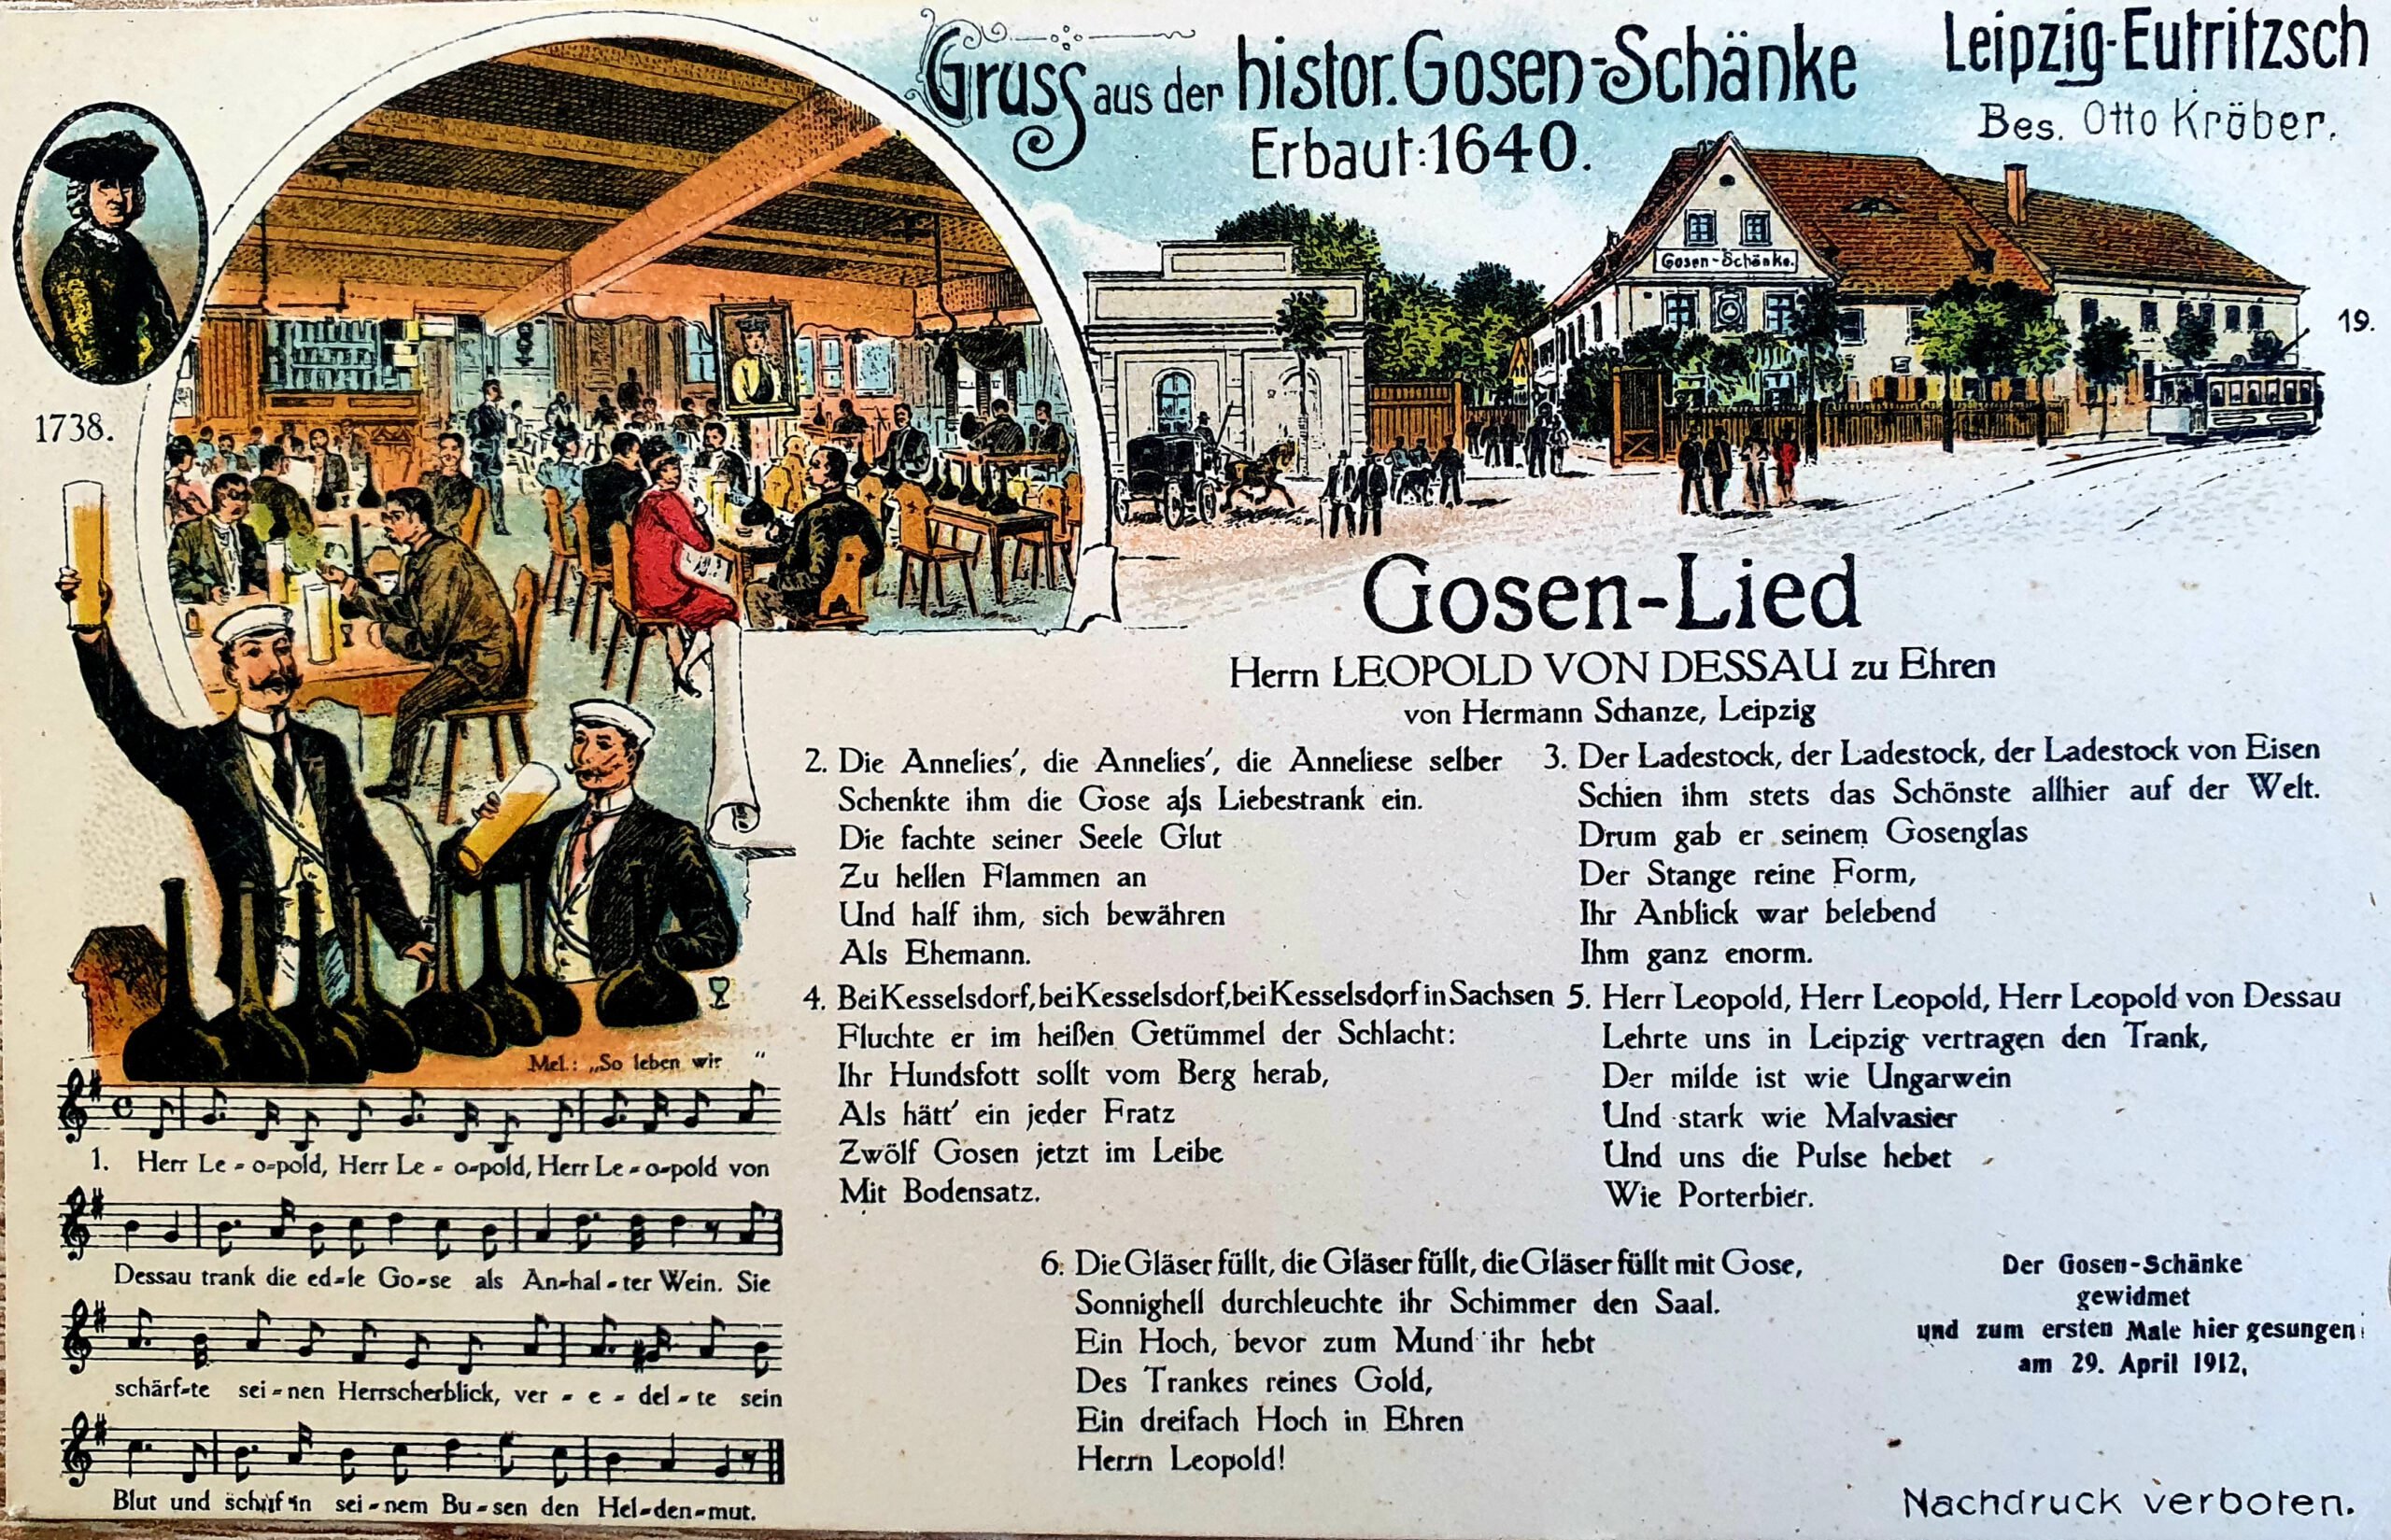 Gruss aus der histor. Gosen-Schänke
Erbaut: 1640.
Leipzig-Eutritzsch
Bes. Otto Kröber.
Gosen-Schänke.
19.
1738.
Gosen-Lied
Herrn LEOPOLD VON DESSAU zu Ehren
von Hermann Schanze, Leipzig
Mel.: „So leben wir “
1. Herr Le-o-pold, Herr Le-o-pold, Herr Le-o-pold von
Dessau trank die ed-le Go-se als An-hal-ter Wein. Sie
schärf-te sei-nen Herrscherblick, ver-e-del-te sein
Blut und schuf in sei-nem Bu-sen den Hel-den-mut.
2. Die Annelies’, die Annelies’, die Anneliese selber
Schenkte ihm die Gose als Liebestrank ein.
Die fachte seiner Seele Glut
Zu hellen Flammen an
Und half ihm, sich bewähren
Als Ehemann.
3. Der Ladestock, der Ladestock, der Ladestock von Eisen
Schien ihm stets das Schönste allhier auf der Welt.
Drum gab er seinem Gosenglas
Der Stange reine Form,
Ihr Anblick war belebend
Ihm ganz enorm.
4. Bei Kesselsdorf, bei Kesselsdorf, bei Kesselsdorf in Sachsen
Fluchte er im heißen Getümmel der Schlacht:
Ihr Hundsfott sollt vom Berg herab,
Als hätt’ ein jeder Fratz
Zwölf Gosen jetzt im Leibe
Mit Bodensatz.
5. Herr Leopold, Herr Leopold, Herr Leopold von Dessau
Lehrte uns in Leipzig vertragen den Trank,
Der milde ist wie Ungarwein
Und stark wie Malvasier
Und uns die Pulse hebet
Wie Porterbier.
6. Die Gläser füllt, die Gläser füllt, die Gläser füllt mit Gose,
Sonnighell durchleuchte ihr Schimmer den Saal.
Ein Hoch, bevor zum Mund ihr hebt
Des Trankes reines Gold,
Ein dreifach Hoch in Ehren
Herrn Leopold!
Der Gosen-Schänke
gewidmet
und zum ersten Male hier gesungen
am 29. April 1912,
Nachdruck verboten.